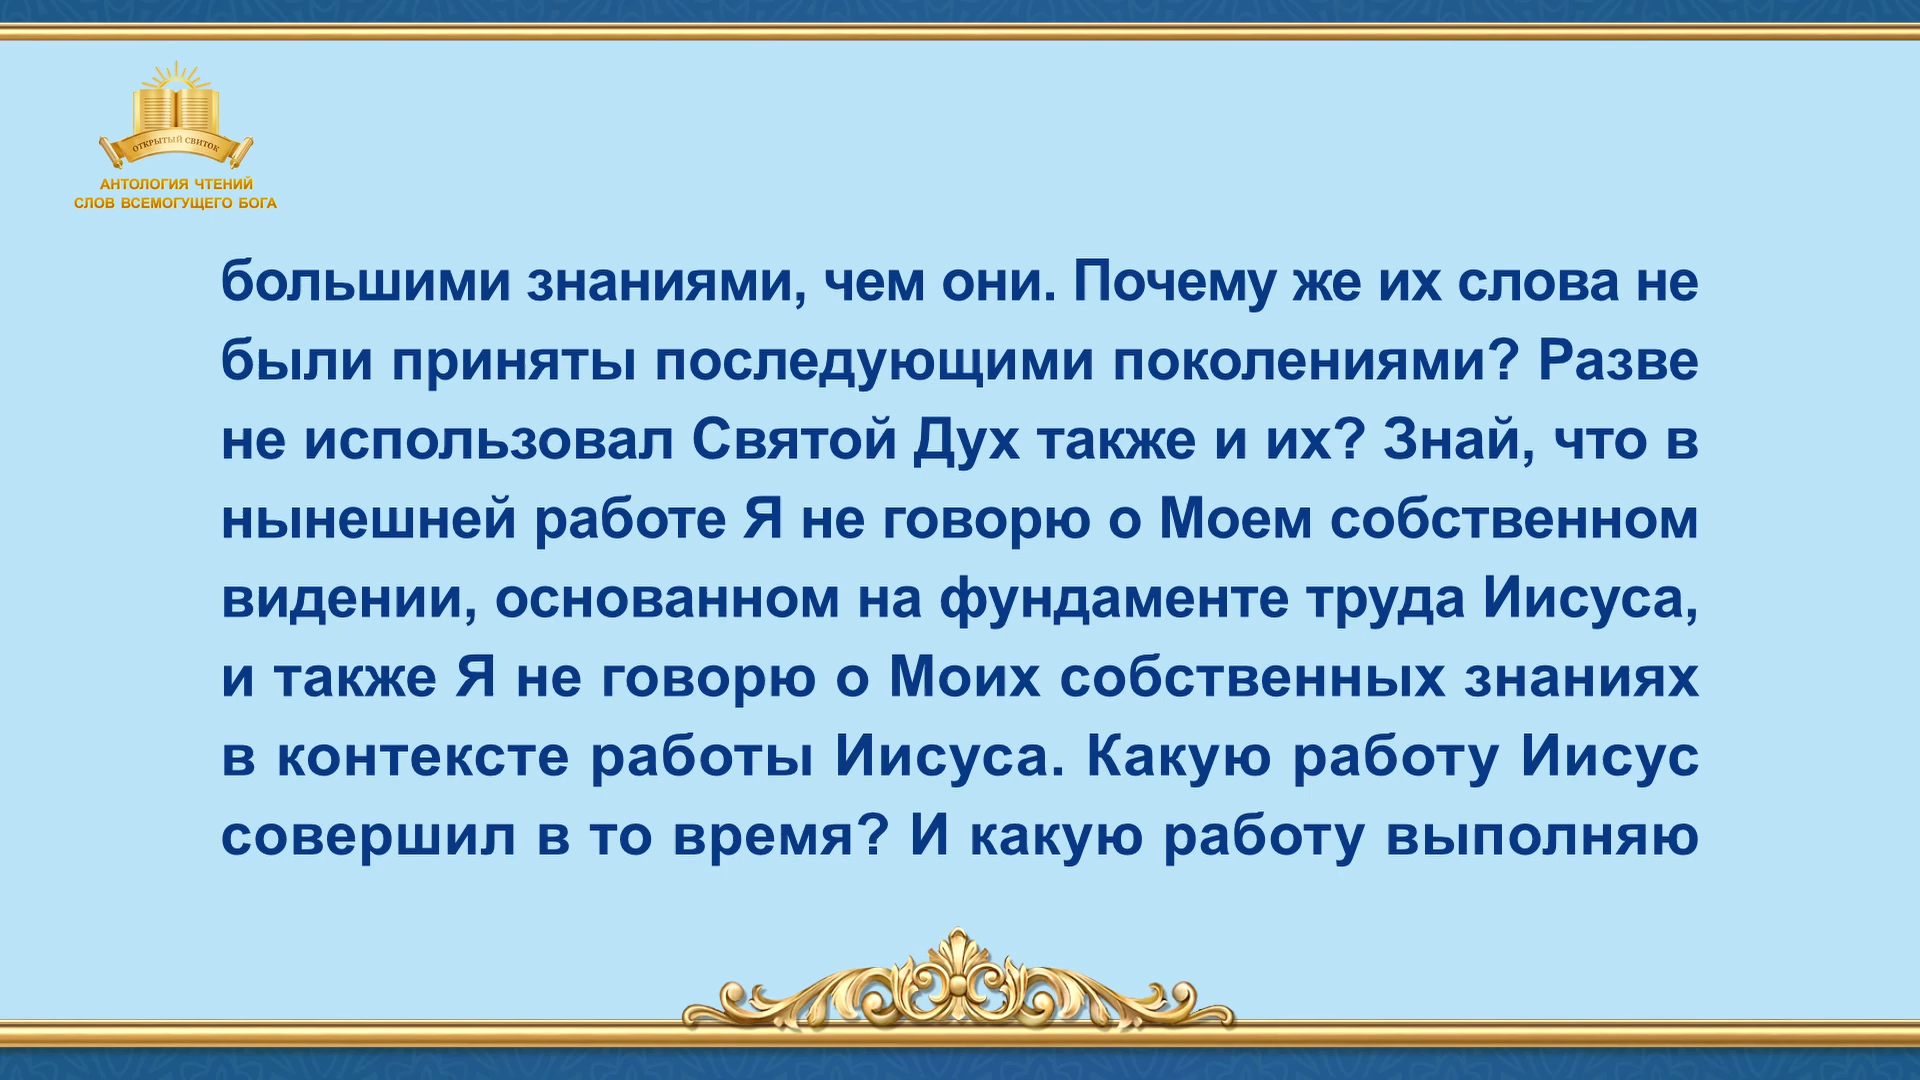 ОТКРЫТЫЙ СВИТОК
АНТОЛОГИЯ ЧТЕНИЙ
СЛОВ ВСЕМОГУЩЕГО БОГА
большими знаниями, чем они. Почему же их слова не
были приняты последующими поколениями? Разве
не использовал Святой Дух также и их? Знай, что в
нынешней работе Я не говорю о Моем собственном
видении, основанном на фундаменте труда Иисуса,
и также Я не говорю о Моих собственных знаниях
в контексте работы Иисуса. Какую работу Иисус
совершил в то время? И какую работу выполняю